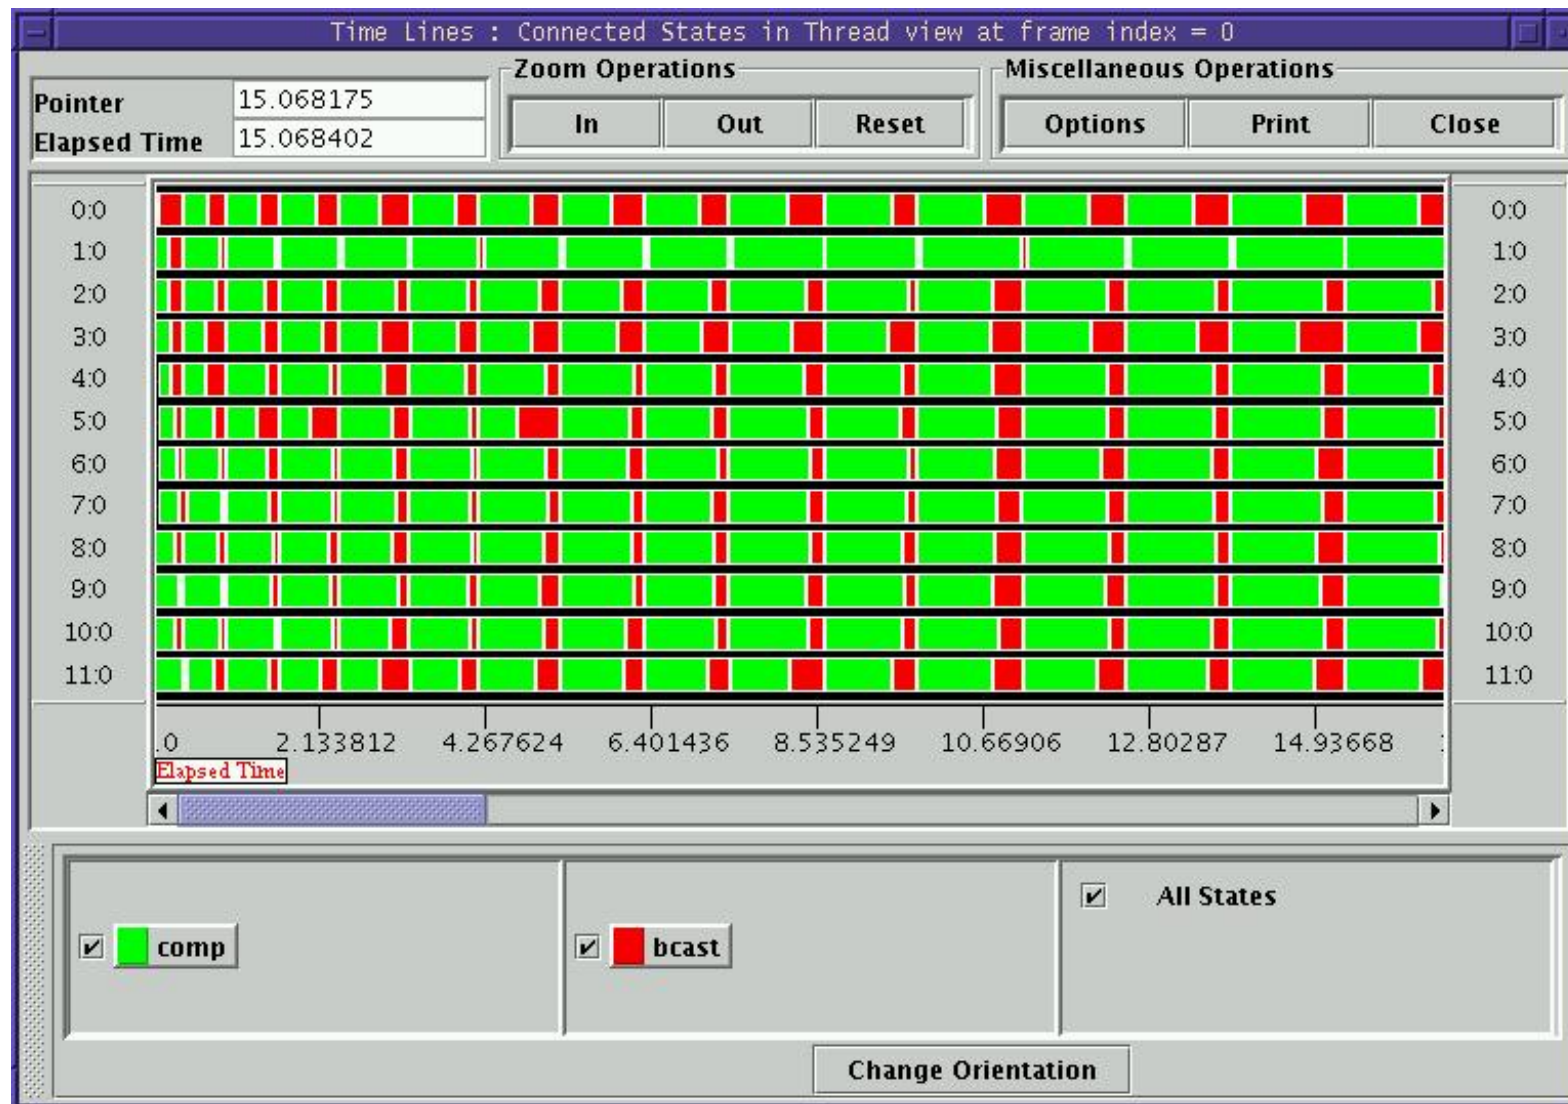 Time Lines : Connected States in Thread view at frame index = 0
Zoom Operations
Miscellaneous Operations
Pointer 15.068175
Elapsed Time 15.068402
In Out Reset
Options Print Close
0:0 0:0
1:0 1:0
2:0 2:0
3:0 3:0
4:0 4:0
5:0 5:0
6:0 6:0
7:0 7:0
8:0 8:0
9:0 9:0
10:0 10:0
11:0 11:0
.0 2.133812 4.267624 6.401436 8.535249 10.66906 12.80287 14.93668
Elapsed Time
All States
comp bcast
Change Orientation